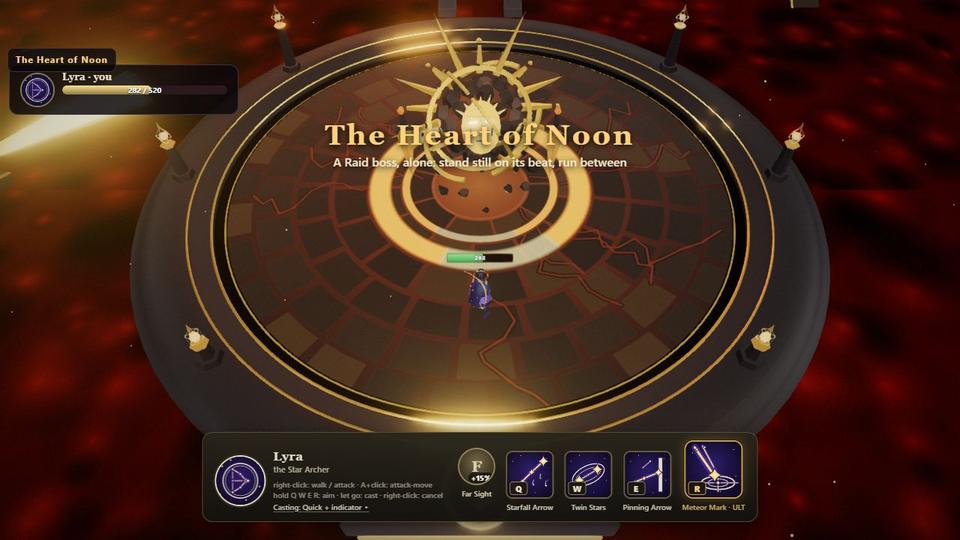 The Heart of Noon
Lyra - you
282 / 520
The Heart of Noon
A Raid boss, alone: stand still on its beat, run between
Lyra
the Star Archer
right-click: walk / attack · A+click: attack-move
hold Q W E R: aim · let go: cast · right-click: cancel
Casting: Quick + indicator
F
+15%
Far Sight
Q
Starfall Arrow
W
Twin Stars
E
Pinning Arrow
R
Meteor Mark · ULT